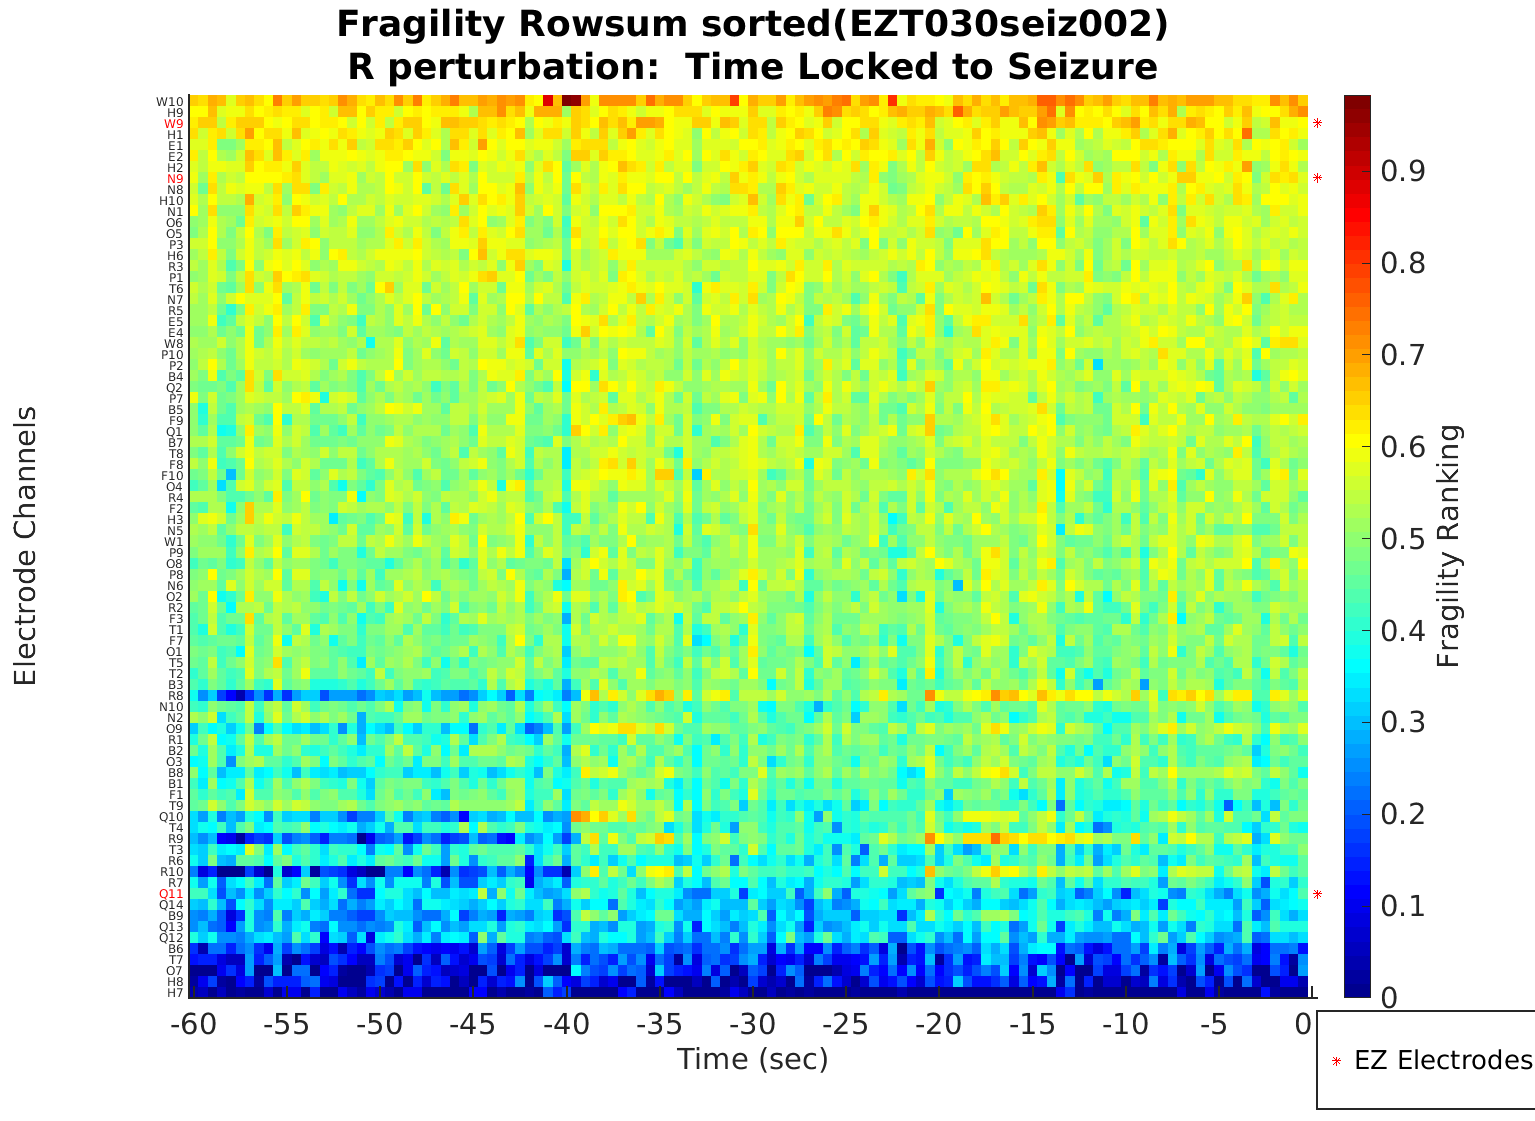 Fragility Rowsum sorted(EZT030seiz002)
R perturbation:  Time Locked to Seizure
Electrode Channels
W10
H9
W9
H1
E1
E2
H2
N9
N8
H10
N1
O6
O5
P3
H6
R3
P1
T6
N7
R5
E5
E4
W8
P10
P2
B4
Q2
P7
B5
F9
Q1
B7
T8
F8
F10
O4
R4
F2
H3
N5
W1
P9
O8
P8
N6
O2
R2
F3
T1
F7
O1
T5
T2
B3
R8
N10
N2
O9
R1
B2
O3
B8
B1
F1
T9
Q10
T4
R9
T3
R6
R10
R7
Q11
Q14
B9
Q13
Q12
B6
T7
O7
H8
H7
-60 -55 -50 -45 -40 -35 -30 -25 -20 -15 -10 -5 0
Time (sec)
0.9
0.8
0.7
0.6
0.5
0.4
0.3
0.2
0.1
0
Fragility Ranking
EZ Electrodes